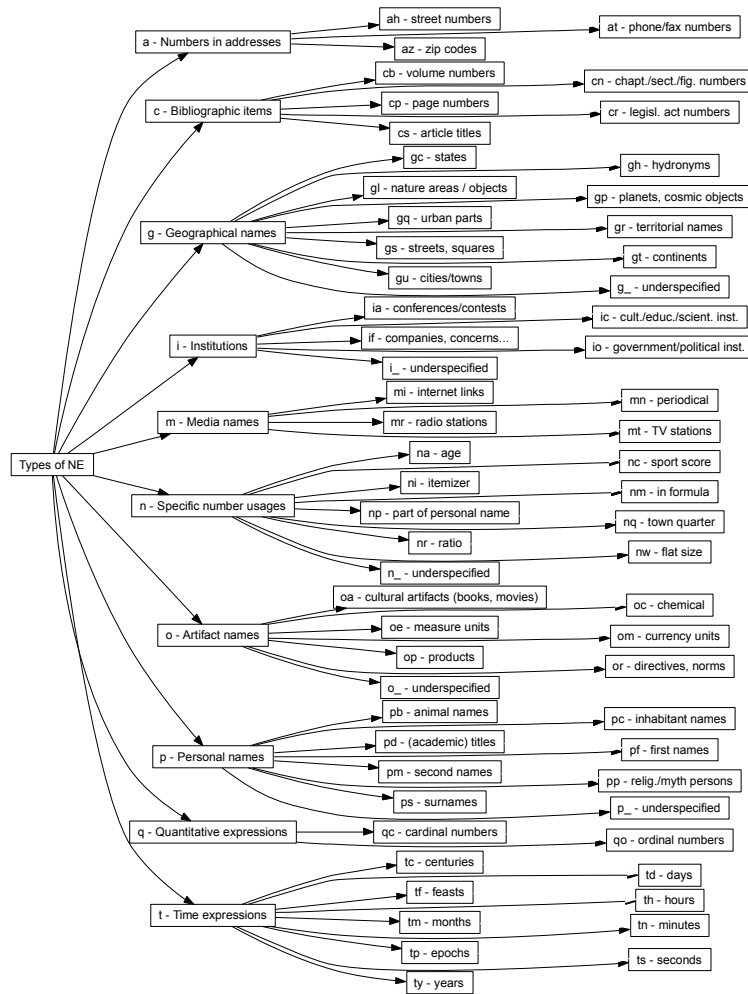 Types of NE
a - Numbers in addresses
ah - street numbers
at - phone/fax numbers
az - zip codes
c - Bibliographic items
cb - volume numbers
cn - chapt./sect./fig. numbers
cp - page numbers
cr - legisl. act numbers
cs - article titles
g - Geographical names
gc - states
gh - hydronyms
gl - nature areas / objects
gp - planets, cosmic objects
gq - urban parts
gr - territorial names
gs - streets, squares
gt - continents
gu - cities/towns
g_ - underspecified
i - Institutions
ia - conferences/contests
ic - cult./educ./scient. inst.
if - companies, concerns...
io - government/political inst.
i_ - underspecified
m - Media names
mi - internet links
mn - periodical
mr - radio stations
mt - TV stations
n - Specific number usages
na - age
nc - sport score
ni - itemizer
nm - in formula
np - part of personal name
nq - town quarter
nr - ratio
nw - flat size
n_ - underspecified
o - Artifact names
oa - cultural artifacts (books, movies)
oc - chemical
oe - measure units
om - currency units
op - products
or - directives, norms
o_ - underspecified
p - Personal names
pb - animal names
pc - inhabitant names
pd - (academic) titles
pf - first names
pm - second names
pp - relig./myth persons
ps - surnames
p_ - underspecified
q - Quantitative expressions
qc - cardinal numbers
qo - ordinal numbers
t - Time expressions
tc - centuries
td - days
tf - feasts
th - hours
tm - months
tn - minutes
tp - epochs
ts - seconds
ty - years